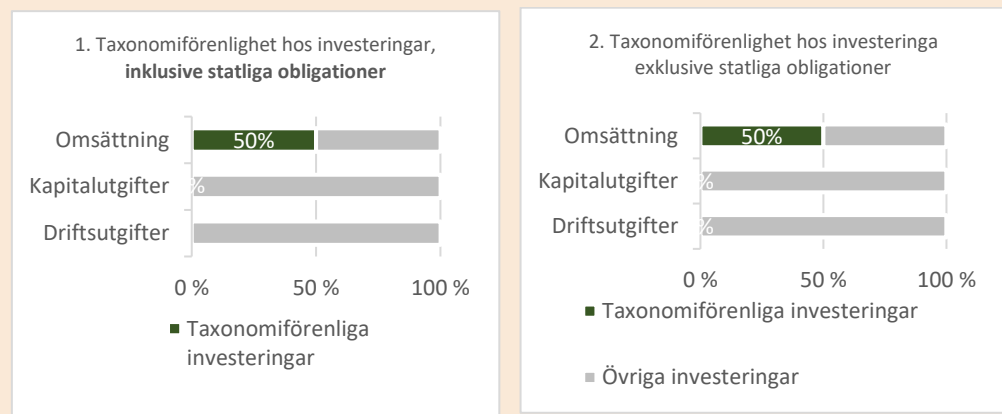 1. Taxonomiförenlighet hos investeringar,
inklusive statliga obligationer
Omsättning
50%
Kapitalutgifter
%
Driftsutgifter
0 %
50 %
100 %
Taxonomiförenliga
investeringar
2. Taxonomiförenlighet hos investeringa
exklusive statliga obligationer
Omsättning
50%
Kapitalutgifter
%
Driftsutgifter
%
0 %
50 %
100 %
Taxonomiförenliga investeringar
Övriga investeringar